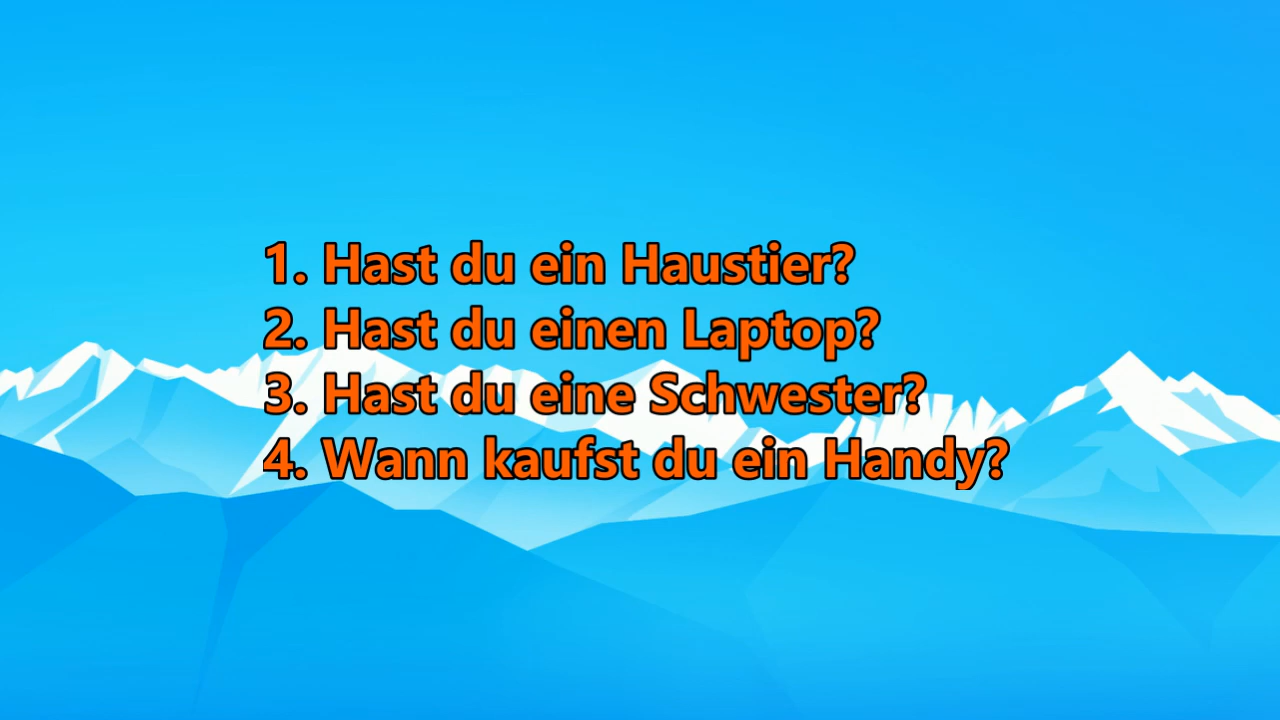 1. Hast du ein Haustier?
2. Hast du einen Laptop?
3. Hast du eine Schwester?
4. Wann kaufst du ein Handy?